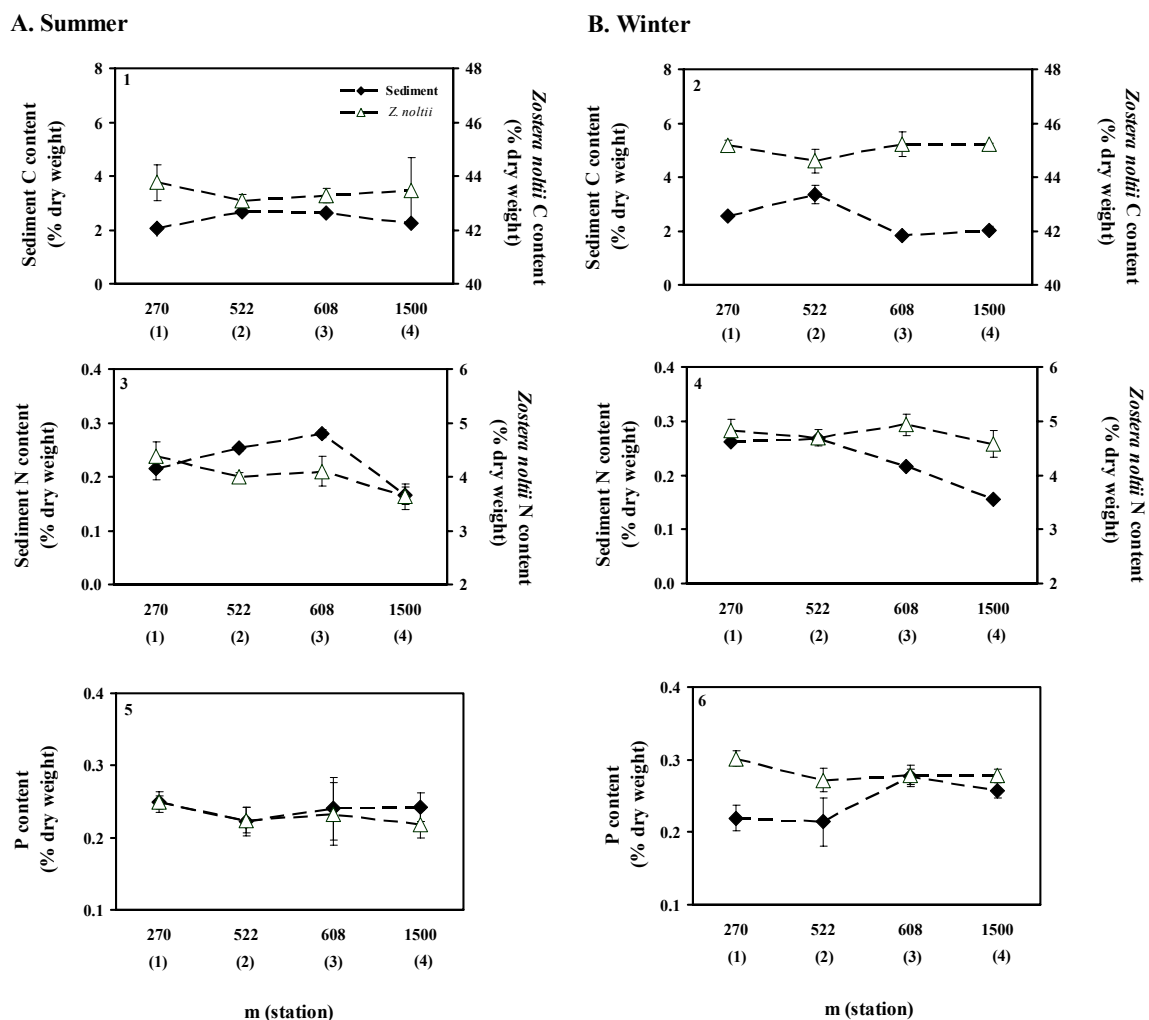 A. Summer
B. Winter
1
Sediment
Z. noltii
Sediment C content
(% dry weight)
8
6
4
2
0
48
46
44
42
40
Zostera noltii C content
(% dry weight)
270 522 608 1500
(1) (2) (3) (4)
2
Sediment C content
(% dry weight)
8
6
4
2
0
48
46
44
42
40
Zostera noltii C content
(% dry weight)
270 522 608 1500
(1) (2) (3) (4)
3
Sediment N content
(% dry weight)
0.4
0.3
0.2
0.1
0.0
6
5
4
3
2
Zostera noltii N content
(% dry weight)
270 522 608 1500
(1) (2) (3) (4)
4
Sediment N content
(% dry weight)
0.4
0.3
0.2
0.1
0.0
6
5
4
3
2
Zostera noltii N content
(% dry weight)
270 522 608 1500
(1) (2) (3) (4)
5
P content
(% dry weight)
0.4
0.3
0.2
0.1
270 522 608 1500
(1) (2) (3) (4)
m (station)
6
P content
(% dry weight)
0.4
0.3
0.2
0.1
270 522 608 1500
(1) (2) (3) (4)
m (station)